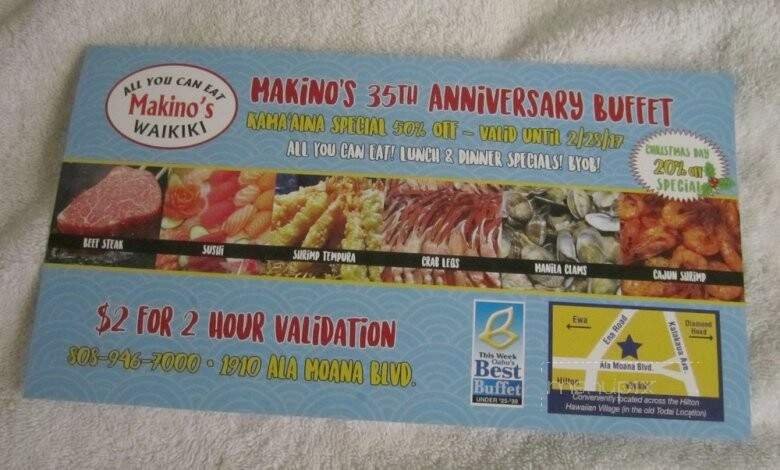 ALL YOU CAN EAT
Makino's
WAIKIKI
MAKINO'S 35TH ANNIVERSARY BUFFET
KAMA'AINA SPECIAL 50% OFF - VALID UNTIL 2/28/17
ALL YOU CAN EAT! LUNCH & DINNER SPECIALS! BYOB!
CHRISTMAS DAY
20% off
SPECIAL
BEEF STEAK
SUSHI
SHRIMP TEMPURA
CRAB LEGS
MANILA CLAMS
CAJUN SHRIMP
$2 FOR 2 HOUR VALIDATION
808-946-7000 • 1910 ALA MOANA BLVD.
This Week
Oahu's
Best
Buffet
UNDER $25-$39
Ewa
Ena Road
Kalakaua Ave
Diamond
Head
Ala Moana Blvd.
Hilton
Conveniently located across the Hilton
Hawaiian Village (in the old Todai Location)